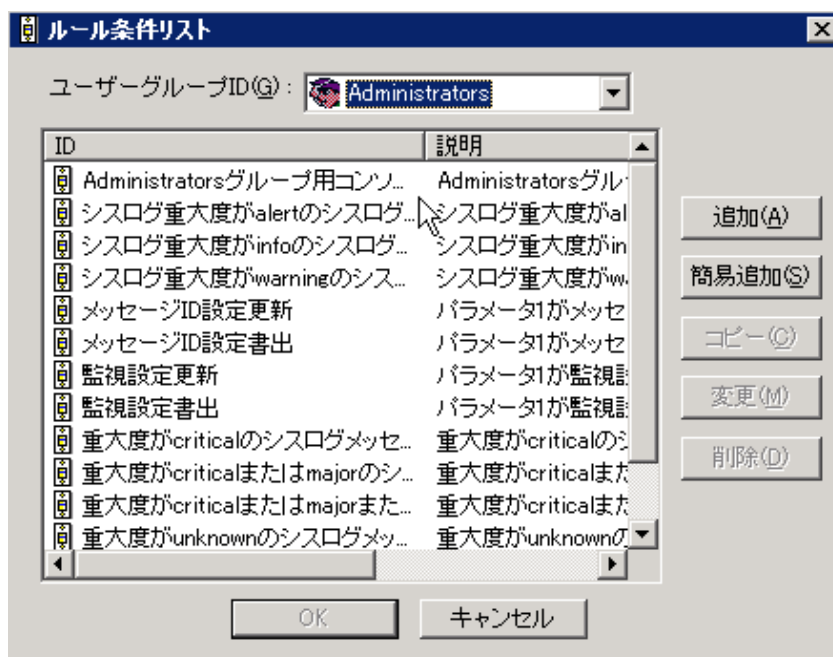 ルール条件リスト
ユーザーグループID(G) : Administrators
ID 説明
Administratorsグループ用コンソ... Administratorsグル
シスログ重大度がalertのシスログ... シスログ重大度がal
シスログ重大度がinfoのシスログ... シスログ重大度がin
シスログ重大度がwarningのシス... シスログ重大度がw
メッセージID設定更新 パラメータ1がメッセ
メッセージID設定書出 パラメータ1がメッセ
監視設定更新 パラメータ1が監視設
監視設定書出 パラメータ1が監視設
重大度がcriticalのシスログメッセ... 重大度がcriticalのシ
重大度がcriticalまたはmajorのシ... 重大度がcriticalまた
重大度がcriticalまたはmajorまた... 重大度がcriticalまた
重大度がunknownのシスログメッ... 重大度がunknownの
追加(A)
簡易追加(S)
コピー(C)
変更(M)
削除(D)
OK キャンセル